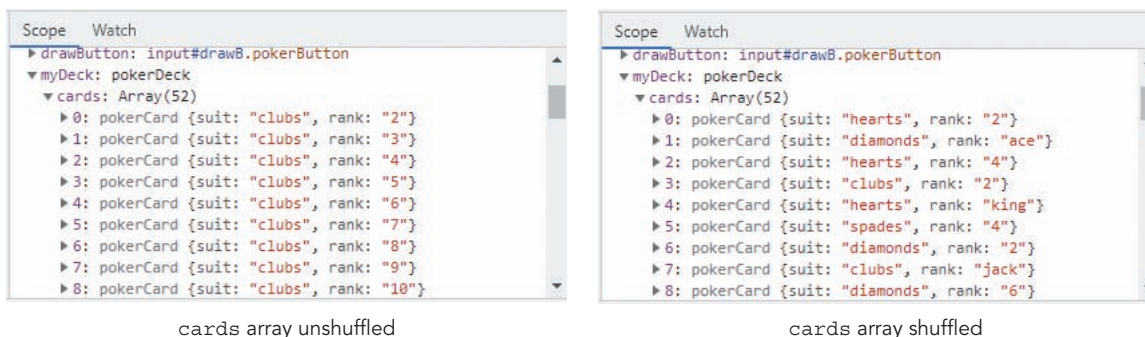 Scope Watch
drawButton: input#drawB.pokerButton
myDeck: pokerDeck
cards: Array(52)
0: pokerCard {suit: "clubs", rank: "2"}
1: pokerCard {suit: "clubs", rank: "3"}
2: pokerCard {suit: "clubs", rank: "4"}
3: pokerCard {suit: "clubs", rank: "5"}
4: pokerCard {suit: "clubs", rank: "6"}
5: pokerCard {suit: "clubs", rank: "7"}
6: pokerCard {suit: "clubs", rank: "8"}
7: pokerCard {suit: "clubs", rank: "9"}
8: pokerCard {suit: "clubs", rank: "10"}
cards array unshuffled
Scope Watch
drawButton: input#drawB.pokerButton
myDeck: pokerDeck
cards: Array(52)
0: pokerCard {suit: "hearts", rank: "2"}
1: pokerCard {suit: "diamonds", rank: "ace"}
2: pokerCard {suit: "hearts", rank: "4"}
3: pokerCard {suit: "clubs", rank: "2"}
4: pokerCard {suit: "hearts", rank: "king"}
5: pokerCard {suit: "spades", rank: "4"}
6: pokerCard {suit: "diamonds", rank: "2"}
7: pokerCard {suit: "clubs", rank: "jack"}
8: pokerCard {suit: "diamonds", rank: "6"}
cards array shuffled